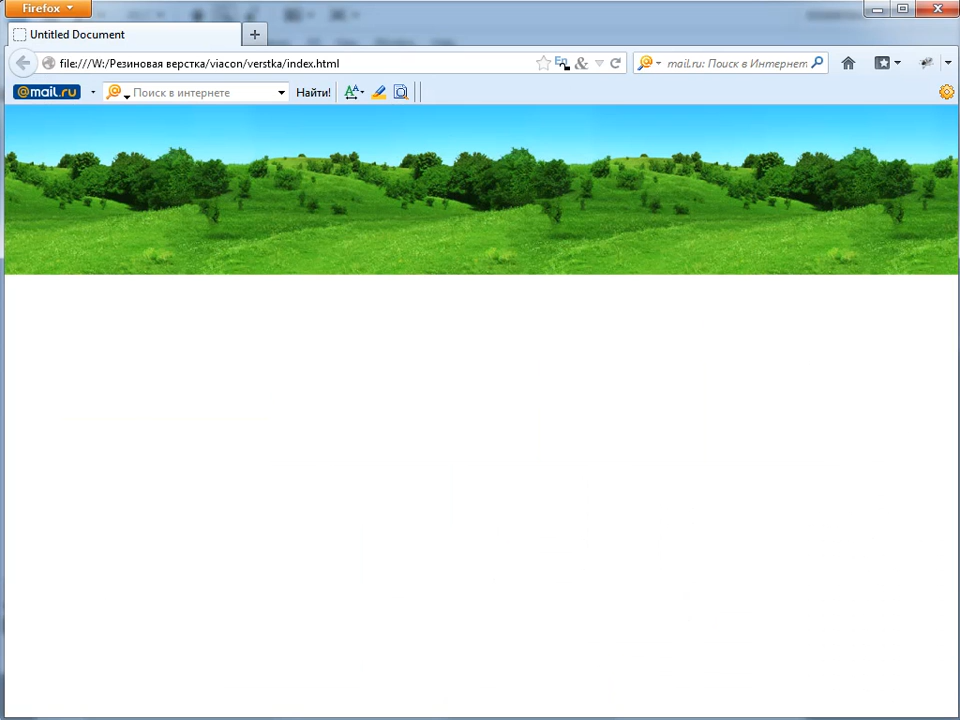 Firefox
Untitled Document
file:///W:/Резиновая верстка/viacon/verstka/index.html
mail.ru: Поиск в Интернет
@mail.ru
Поиск в интернете
Найти!